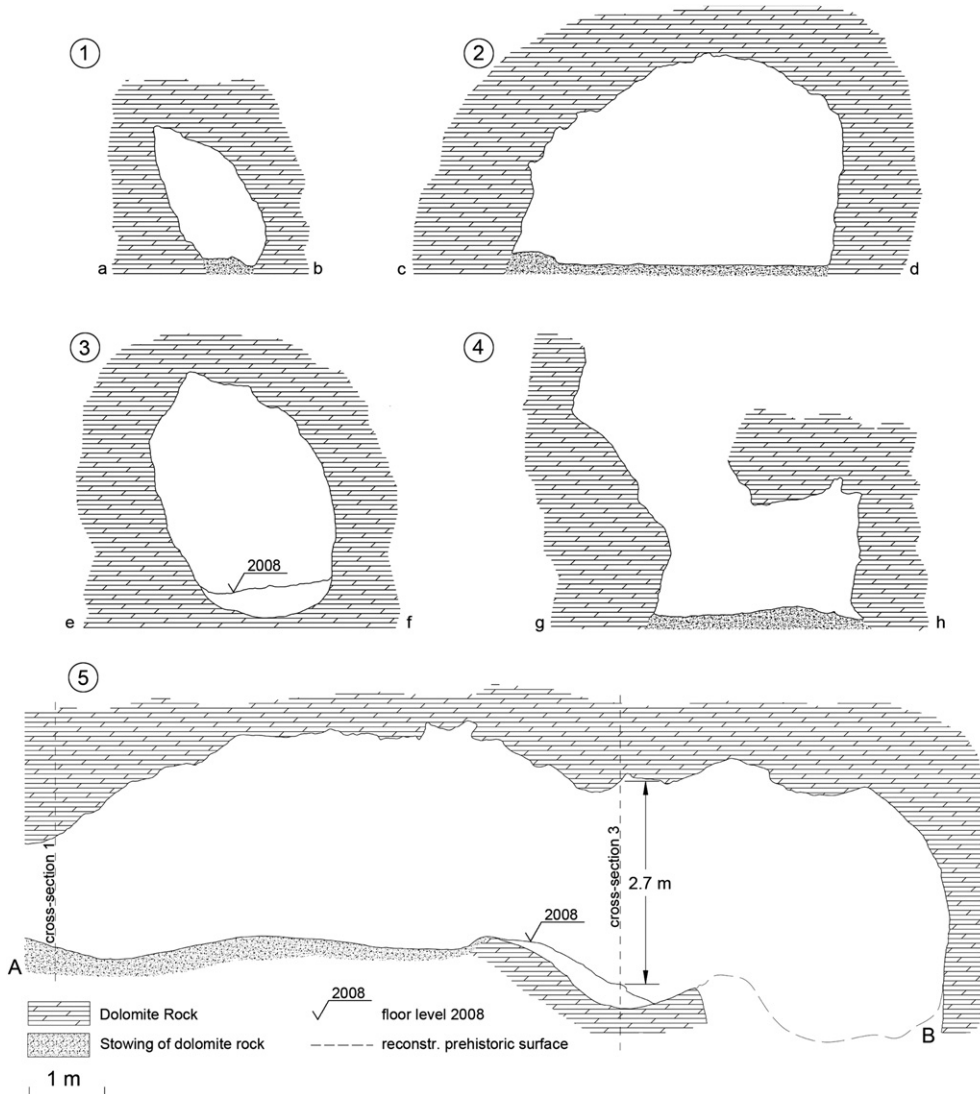 1
2
a
b
c
d
3
4
2008
e
f
g
h
5
cross-section 1
cross-section 3
2.7 m
2008
A
B
2008
Dolomite Rock
floor level 2008
Stowing of dolomite rock
reconstr. prehistoric surface
1 m